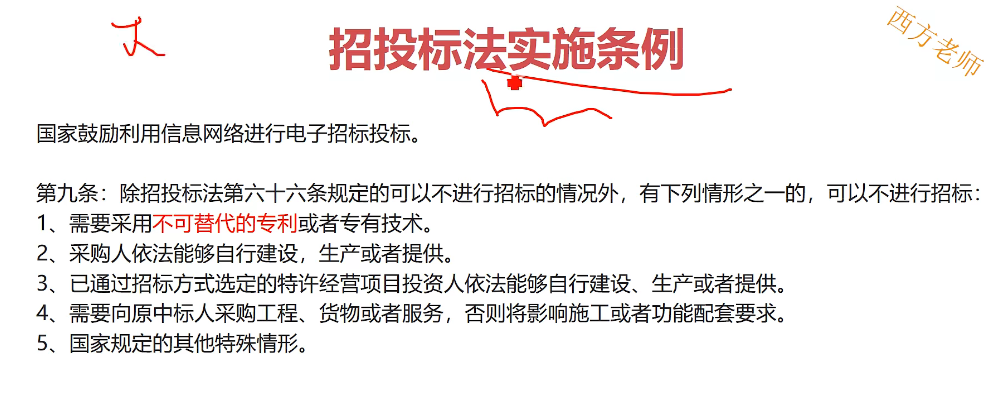 西方老师
招投标法实施条例
国家鼓励利用信息网络进行电子招标投标。
第九条：除招投标法第六十六条规定的可以不进行招标的情况外，有下列情形之一的，可以不进行招标：
1、需要采用不可替代的专利或者专有技术。
2、采购人依法能够自行建设，生产或者提供。
3、已通过招标方式选定的特许经营项目投资人依法能够自行建设、生产或者提供。
4、需要向原中标人采购工程、货物或者服务，否则将影响施工或者功能配套要求。
5、国家规定的其他特殊情形。